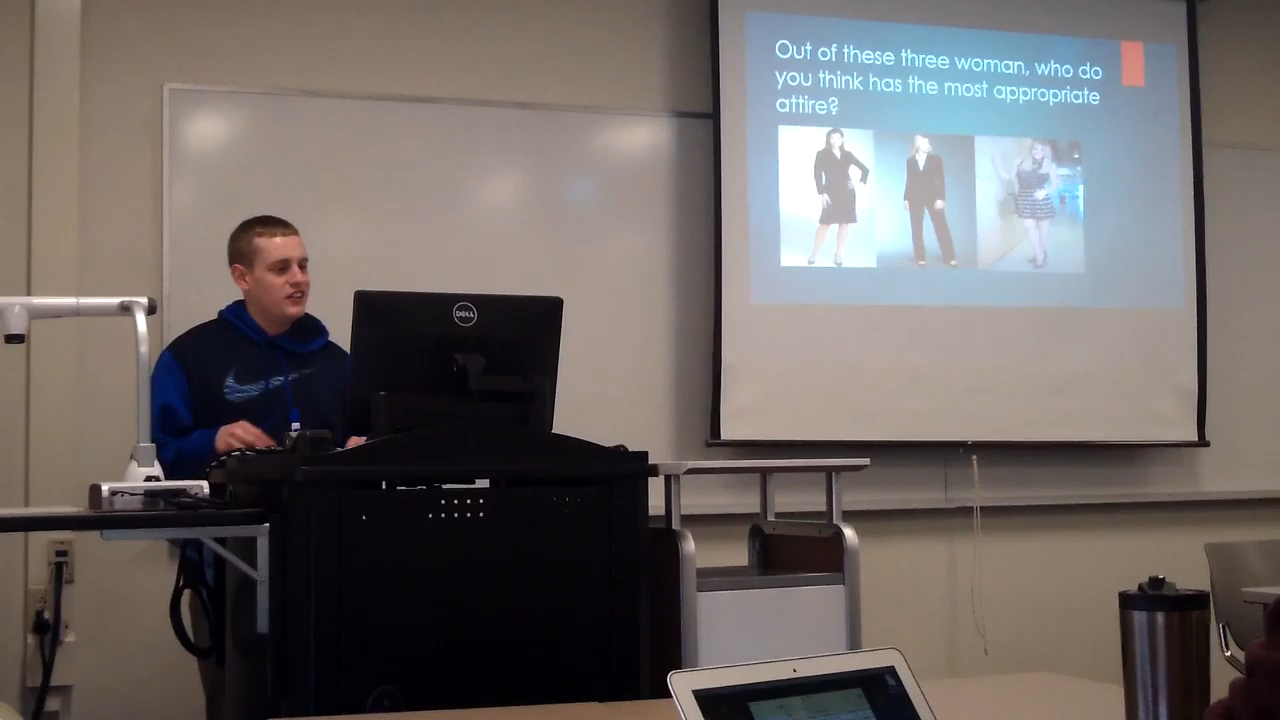 Out of these three woman, who do
you think has the most appropriate
attire?
DELL